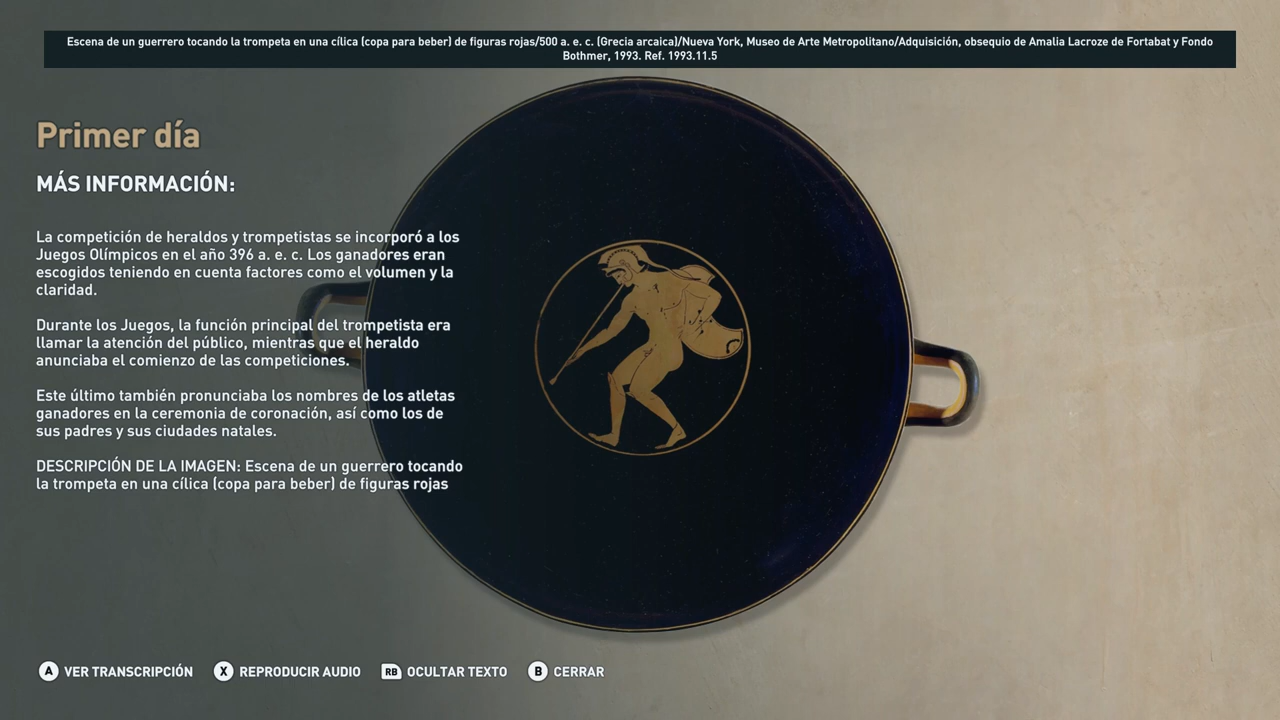 Escena de un guerrero tocando la trompeta en una cílica (copa para beber) de figuras rojas/500 a. e. c. (Grecia arcaica)/Nueva York, Museo de Arte Metropolitano/Adquisición, obsequio de Amalia Lacroze de Fortabat y Fondo
Bothmer, 1993. Ref. 1993.11.5
Primer día
MÁS INFORMACIÓN:
La competición de heraldos y trompetistas se incorporó a los
Juegos Olímpicos en el año 396 a. e. c. Los ganadores eran
escogidos teniendo en cuenta factores como el volumen y la
claridad.
Durante los Juegos, la función principal del trompetista era
llamar la atención del público, mientras que el heraldo
anunciaba el comienzo de las competiciones.
Este último también pronunciaba los nombres de los atletas
ganadores en la ceremonia de coronación, así como los de
sus padres y sus ciudades natales.
DESCRIPCIÓN DE LA IMAGEN: Escena de un guerrero tocando
la trompeta en una cílica (copa para beber) de figuras rojas
A VER TRANSCRIPCIÓN X REPRODUCIR AUDIO RB OCULTAR TEXTO B CERRAR